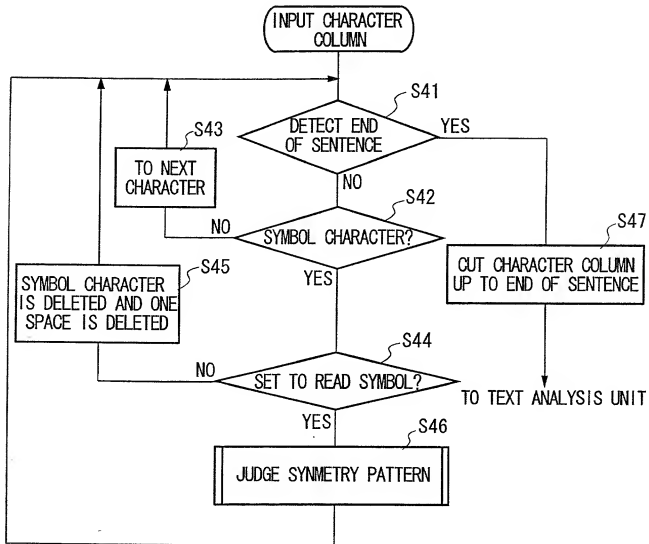 INPUT CHARACTER
COLUMN
S41
DETECT END
OF SENTENCE
YES
NO
S43
TO NEXT
CHARACTER
S42
SYMBOL CHARACTER?
NO
YES
S47
CUT CHARACTER COLUMN
UP TO END OF SENTENCE
S45
SYMBOL CHARACTER
IS DELETED AND ONE
SPACE IS DELETED
S44
SET TO READ SYMBOL?
NO
YES
TO TEXT ANALYSIS UNIT
S46
JUDGE SYNMETRY PATTERN